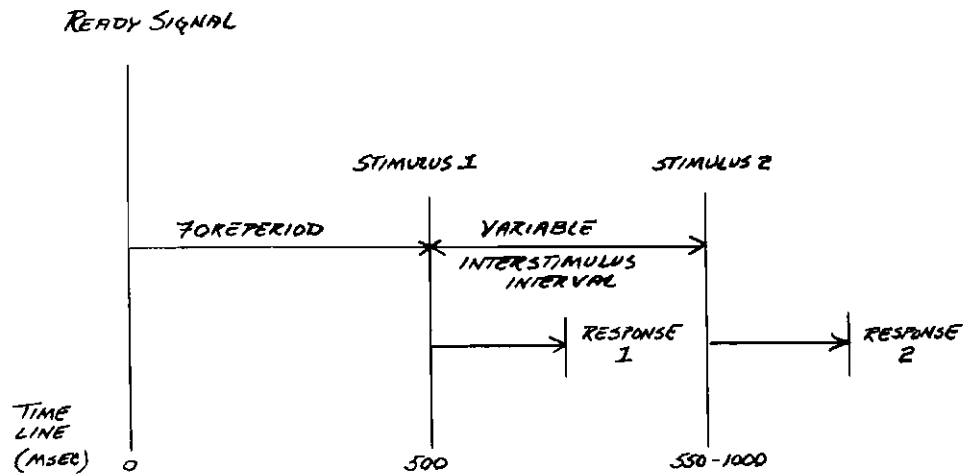 READY SIGNAL
STIMULUS 1
STIMULUS 2
FOREPERIOD
VARIABLE
INTERSTIMULUS
INTERVAL
RESPONSE
1
RESPONSE
2
TIME
LINE
(MSEC)
0
500
550-1000